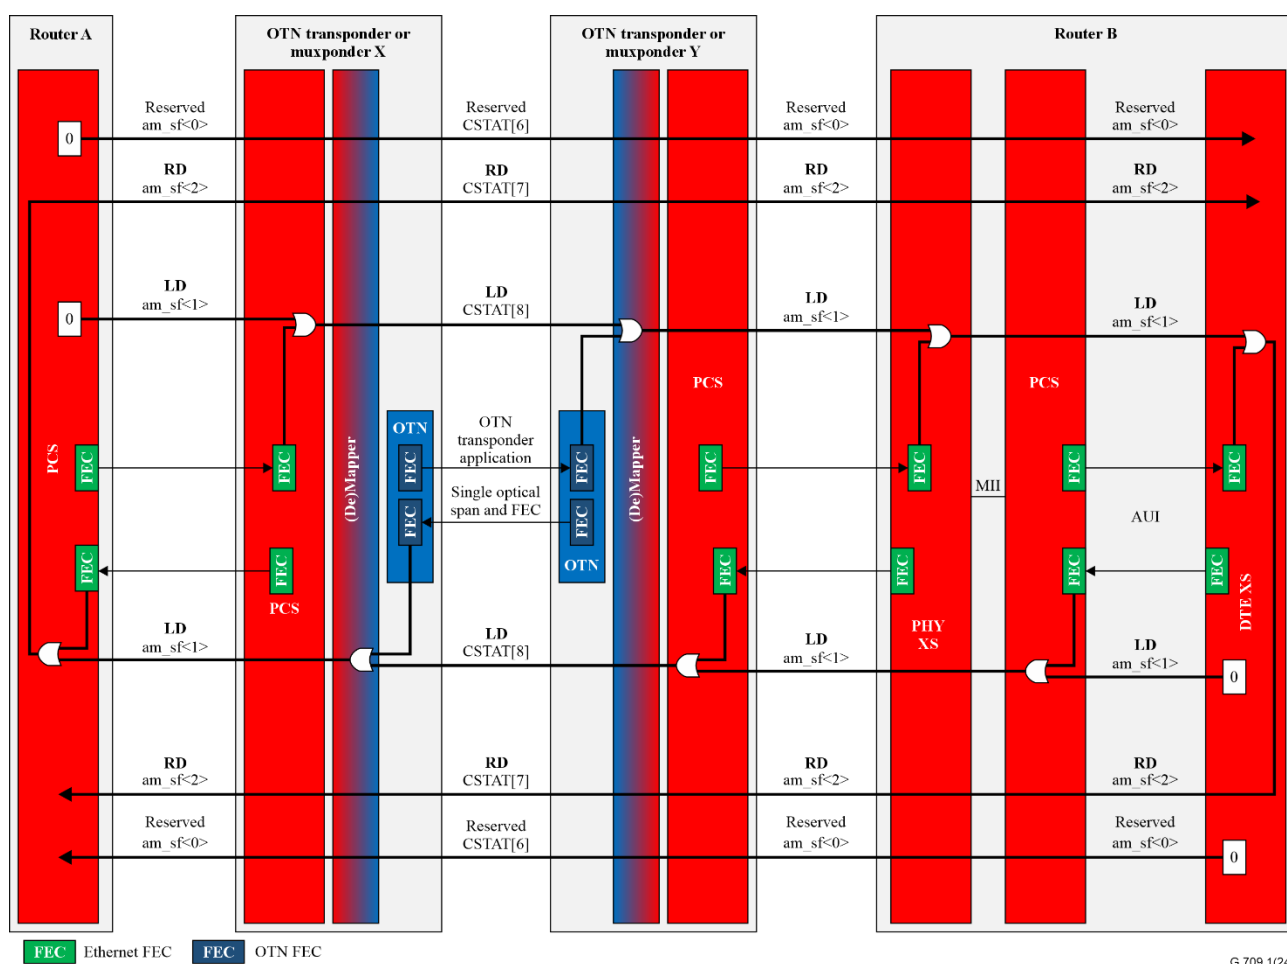 Router A
OTN transponder or
muxponder X
OTN transponder or
muxponder Y
Router B
Reserved
am_sf<0>
Reserved
CSTAT[6]
Reserved
am_sf<0>
Reserved
am_sf<0>
0
RD
am_sf<2>
RD
CSTAT[7]
RD
am_sf<2>
RD
am_sf<2>
LD
am_sf<1>
LD
CSTAT[8]
LD
am_sf<1>
LD
am_sf<1>
0
PCS
PCS
PCS
FEC
FEC
(De)Mapper
OTN
FEC
OTN
transponder
application
FEC
(De)Mapper
FEC
FEC
FEC
FEC
MII
FEC
Single optical
span and FEC
FEC
AUI
FEC
FEC
OTN
FEC
FEC
FEC
FEC
PCS
PHY
XS
DTE XS
LD
am_sf<1>
LD
CSTAT[8]
LD
am_sf<1>
LD
am_sf<1>
0
RD
am_sf<2>
RD
CSTAT[7]
RD
am_sf<2>
RD
am_sf<2>
Reserved
am_sf<0>
Reserved
CSTAT[6]
Reserved
am_sf<0>
Reserved
am_sf<0>
0
FEC Ethernet FEC FEC OTN FEC